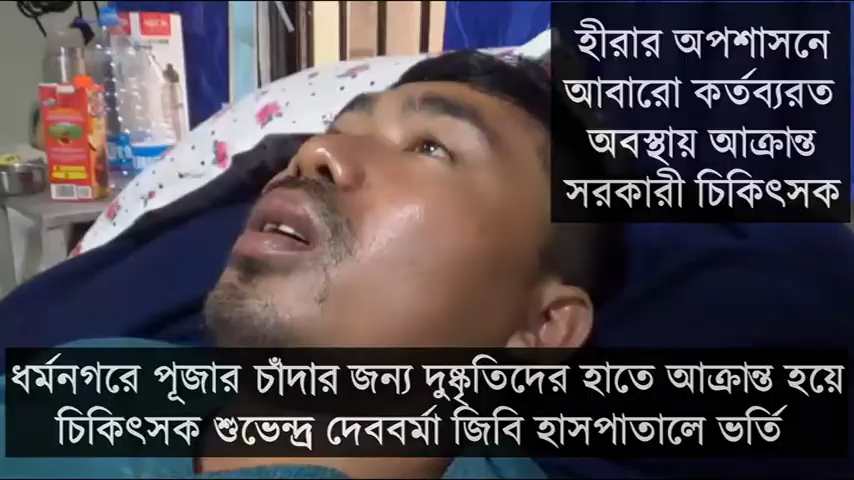 হীরার অপশাসনে
আবারো কর্তব্যরত
অবস্থায় আক্রান্ত
সরকারী চিকিৎসক
ধর্মনগরে পূজার চাঁদার জন্য দুষ্কৃতিদের হাতে আক্রান্ত হয়ে
চিকিৎসক শুভেন্দ্র দেববর্মা জিবি হাসপাতালে ভর্তি